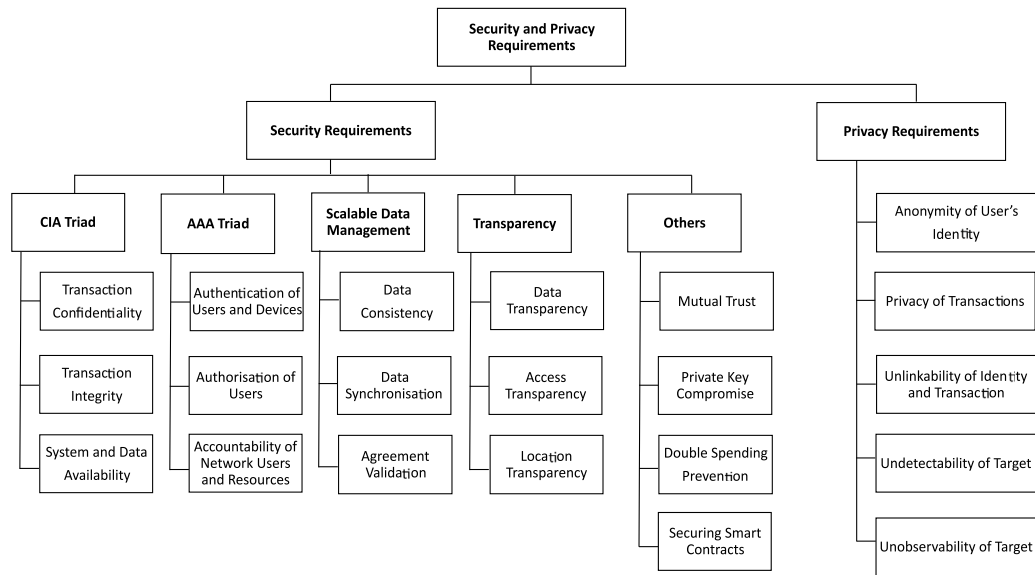 Security and Privacy
Requirements
Security Requirements
Privacy Requirements
CIA Triad
AAA Triad
Scalable Data
Management
Transparency
Others
Transaction
Confidentiality
Transaction
Integrity
System and Data
Availability
Authentication of
Users and Devices
Authorisation of
Users
Accountability of
Network Users
and Resources
Data
Consistency
Data
Synchronisation
Agreement
Validation
Data
Transparency
Access
Transparency
Location
Transparency
Mutual Trust
Private Key
Compromise
Double Spending
Prevention
Securing Smart
Contracts
Anonymity of User's
Identity
Privacy of Transactions
Unlinkability of Identity
and Transaction
Undetectability of Target
Unobservability of Target